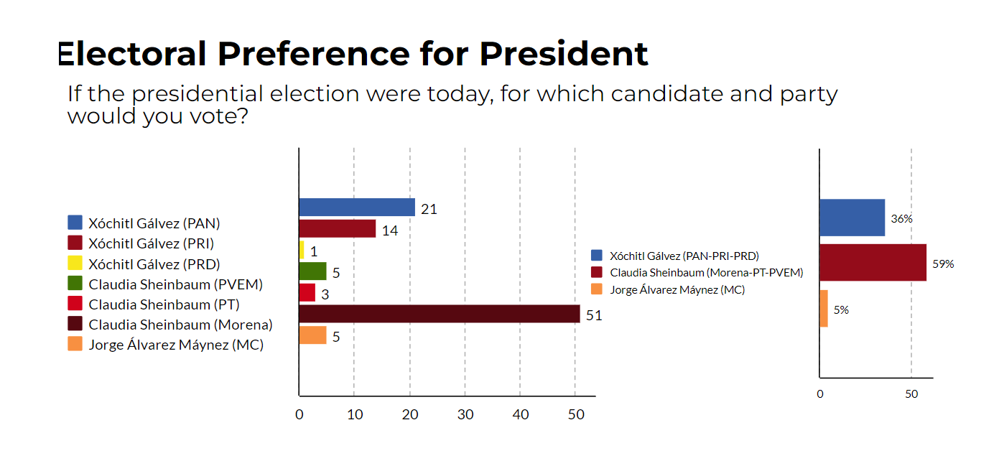 Electoral Preference for President
If the presidential election were today, for which candidate and party
would you vote?
Xóchitl Gálvez (PAN)
Xóchitl Gálvez (PRI)
Xóchitl Gálvez (PRD)
Claudia Sheinbaum (PVEM)
Claudia Sheinbaum (PT)
Claudia Sheinbaum (Morena)
Jorge Álvarez Máynez (MC)
21
14
1
5
3
51
5
0 10 20 30 40 50
Xóchitl Gálvez (PAN-PRI-PRD)
Claudia Sheinbaum (Morena-PT-PVEM)
Jorge Álvarez Máynez (MC)
36%
59%
5%
0 50